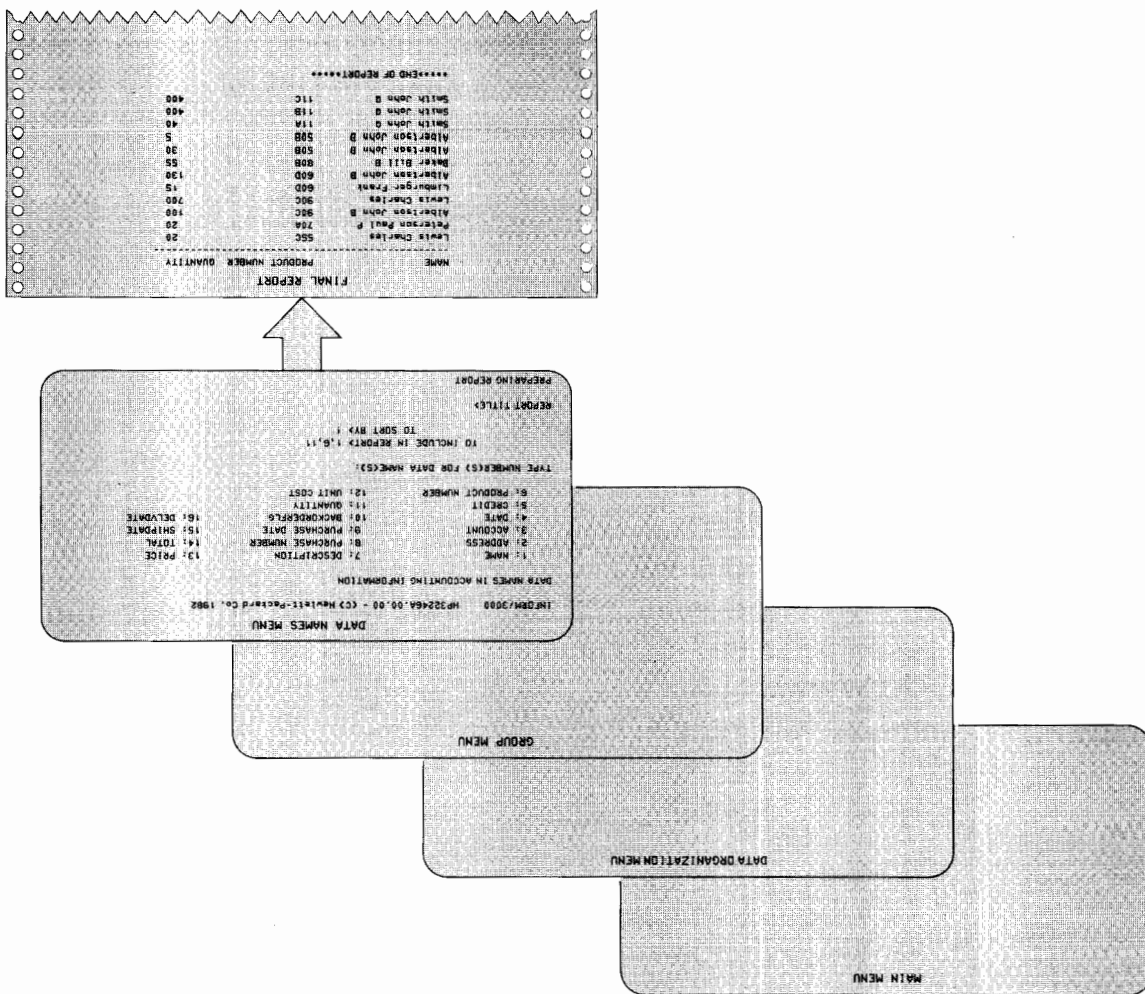 MAIN MENU
DATA ORGANIZATION MENU
GROUP MENU
DATA NAMES MENU
INFORM/3000 HP32246A.00.00 - (C) Hewlett-Packard Co. 1982
DATA NAMES IN ACCOUNTING INFORMATION
1: NAME 7: DESCRIPTION 13: PRICE
2: ADDRESS 8: PURCHASE NUMBER 14: TOTAL
3: ACCOUNT 9: PURCHASE DATE 15: SHIPDATE
4: DATE 10: BACKORDERFLG 16: DELVDATE
5: CREDIT 11: QUANTITY
6: PRODUCT NUMBER 12: UNIT COST
TYPE NUMBER(S) FOR DATA NAME(S):
TO INCLUDE IN REPORT> 1,6,11
TO SORT BY>
REPORT TITLE>
PREPARING REPORT
FINAL REPORT
NAME PRODUCT NUMBER QUANTITY
Lewis Charles 55C 20
Peterson Paul P 70A 20
Albertson John B 90C 100
Lewis Charles 90C 700
Limburger Frank 60D 15
Albertson John B 60D 130
Baker Bill B 80B 55
Albertson John B 50B 30
Albertson John B 50B 5
Smith John Q 11A 40
Smith John Q 11B 400
Smith John Q 11C 400
*****END OF REPORT*****